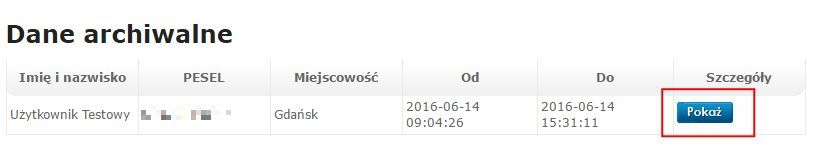 Dane archiwalne
Imię i nazwisko PESEL Miejscowość Od Do Szczegóły
Użytkownik Testowy Gdańsk 2016-06-14 09:04:26 2016-06-14 15:31:11 Pokaż